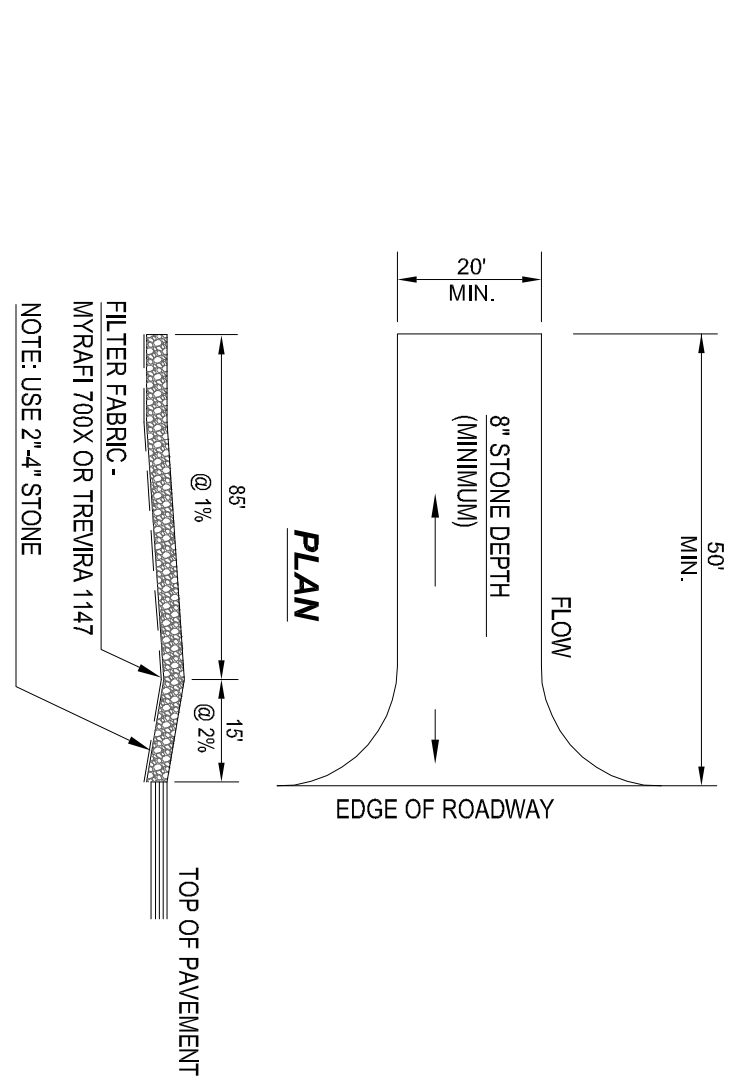 50'
MIN.
20'
MIN.
8" STONE DEPTH
(MINIMUM)
FLOW
EDGE OF ROADWAY
PLAN
85'
@ 1%
15'
@ 2%
TOP OF PAVEMENT
FILTER FABRIC -
MYRAFI 700X OR TREVIRA 1147
NOTE: USE 2"-4" STONE